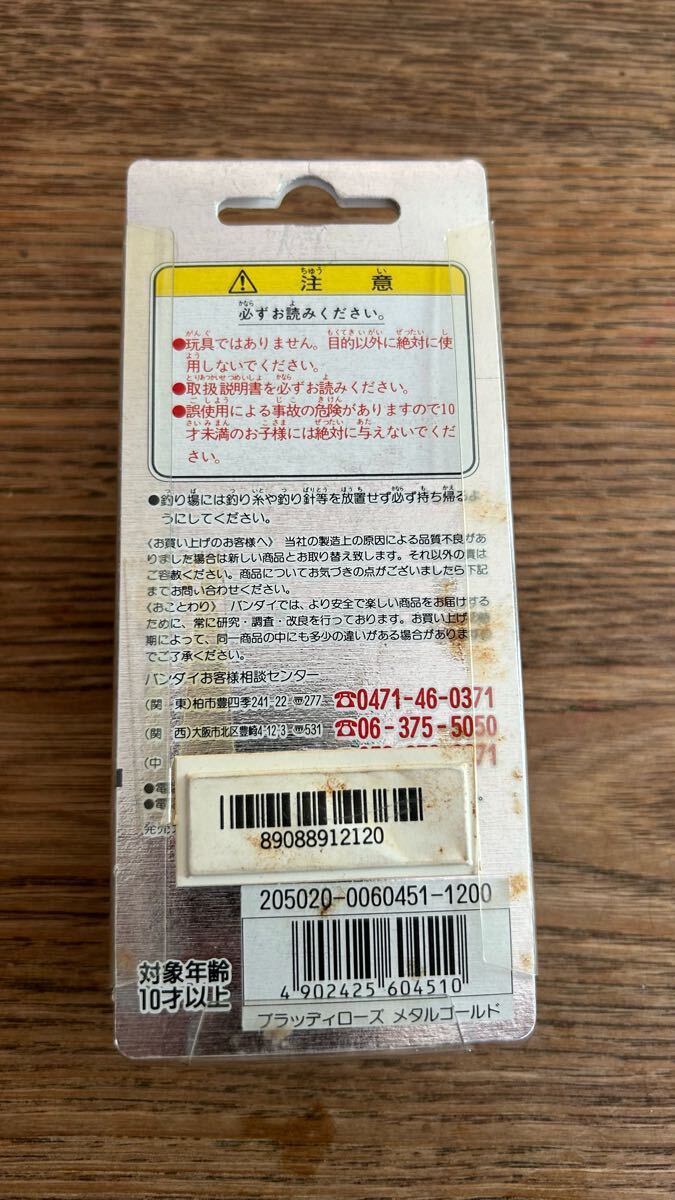 注意
必ずお読みください。
●玩具ではありません。目的以外に絶対に使
用しないでください。
●取扱説明書を必ずお読みください。
●誤使用による事故の危険がありますので10
才未満のお子様には絶対に与えないでくだ
さい。
●釣り場には釣り糸や釣り針等を放置せず必ず持ち帰るよ
うにしてください。
〈お買い上げのお客様へ〉 当社の製造上の原因による品質不良があ
りました場合は新しい商品とお取り替え致します。それ以外の責は
ご容赦ください。商品についてお気づきの点がございましたら下記
までお問い合わせください。
〈おことわり〉 バンダイでは、より安全で楽しい商品をお届けする
ために、常に研究・調査・改良を行っております。お買い上げ
期によって、同一商品の中にも多少の違いがある場合があります
でご了承ください。
バンダイお客様相談センター
(関 東)柏市豊四季241-22 〒277 ☎0471-46-0371
(関 西)大阪市北区豊崎4-12-3 〒531 ☎06-375-5050
(中 71
●電
●電
89088912120
205020-0060451-1200
4 902425 604510
対象年齢
10才以上
ブラッディローズ メタルゴールド